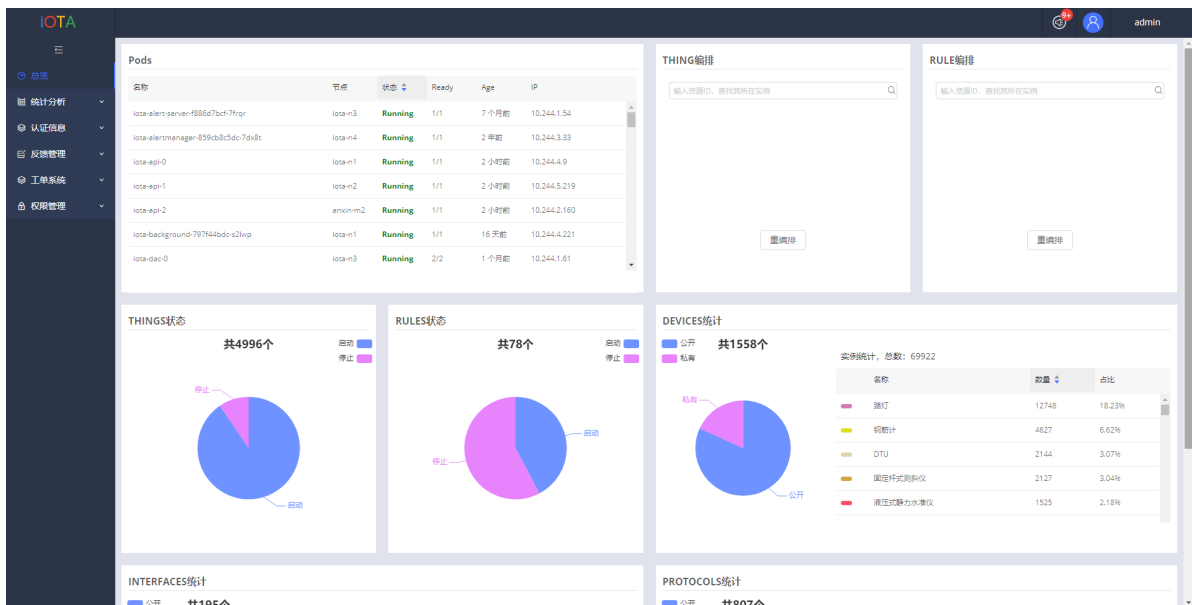 iOTA
9+
admin
总览
统计分析
认证信息
反馈管理
工单系统
权限管理
Pods
名称 节点 状态 Ready Age IP
iota-alert-server-f886d7bcf-7frqr iota-n3 Running 1/1 7 个月前 10.244.1.54
iota-alertmanager-859cb8c5dc-7dx8t iota-n4 Running 1/1 2 年前 10.244.3.33
iota-api-0 iota-n1 Running 1/1 2 小时前 10.244.4.9
iota-api-1 iota-n2 Running 1/1 2 小时前 10.244.5.219
iota-api-2 anxin-m2 Running 1/1 2 小时前 10.244.2.160
iota-background-797f44bdc-s2lwp iota-n1 Running 1/1 16 天前 10.244.4.221
iota-dac-0 iota-n3 Running 2/2 1 个月前 10.244.1.61
THING编排
输入资源ID、查找其所在实例
重编排
RULE编排
输入资源ID、查找其所在实例
重编排
THINGS状态
共4996个
启动
停止
停止
启动
RULES状态
共78个
启动
停止
启动
停止
DEVICES统计
公开
私有
共1558个
私有
公开
实例统计，总数：69922
名称 数量 占比
路灯 12748 18.23%
钢筋计 4627 6.62%
DTU 2144 3.07%
固定杆式测斜仪 2127 3.04%
液压式静力水准仪 1525 2.18%
INTERFACES统计
公开 共195个
PROTOCOLS统计
公开 共807个